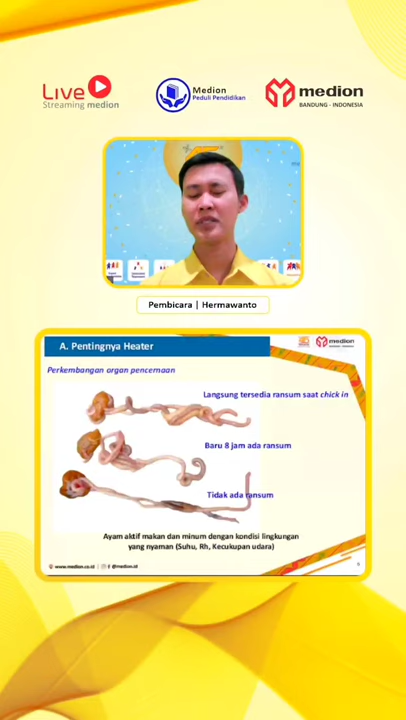 Live
Streaming medion
Medion
Peduli Pendidikan
medion
BANDUNG - INDONESIA
Pembicara | Hermawanto
A. Pentingnya Heater
medion
Perkembangan organ pencernaan
Langsung tersedia ransum saat chick in
Baru 8 jam ada ransum
Tidak ada ransum
Ayam aktif makan dan minum dengan kondisi lingkungan
yang nyaman (Suhu, Rh, Kecukupan udara)
www.medion.co.id | @medion.id